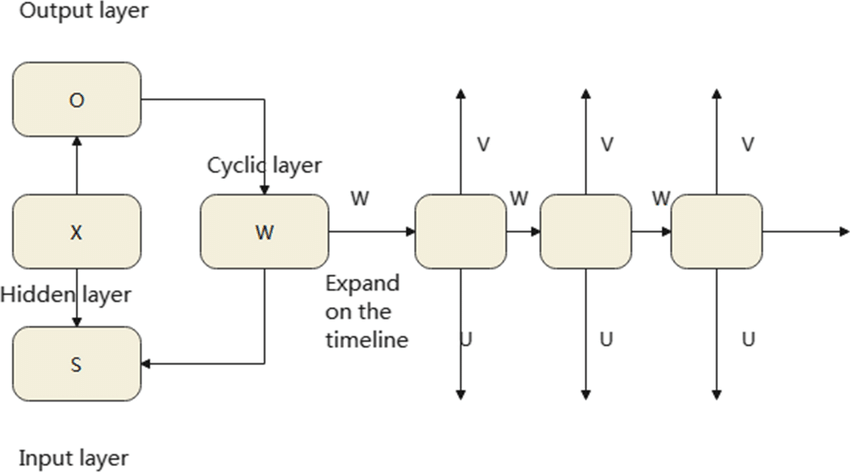 Output layer
O
Cyclic layer
X
W
Hidden layer
S
Input layer
W
Expand
on the
timeline
V
V
V
W
W
U
U
U